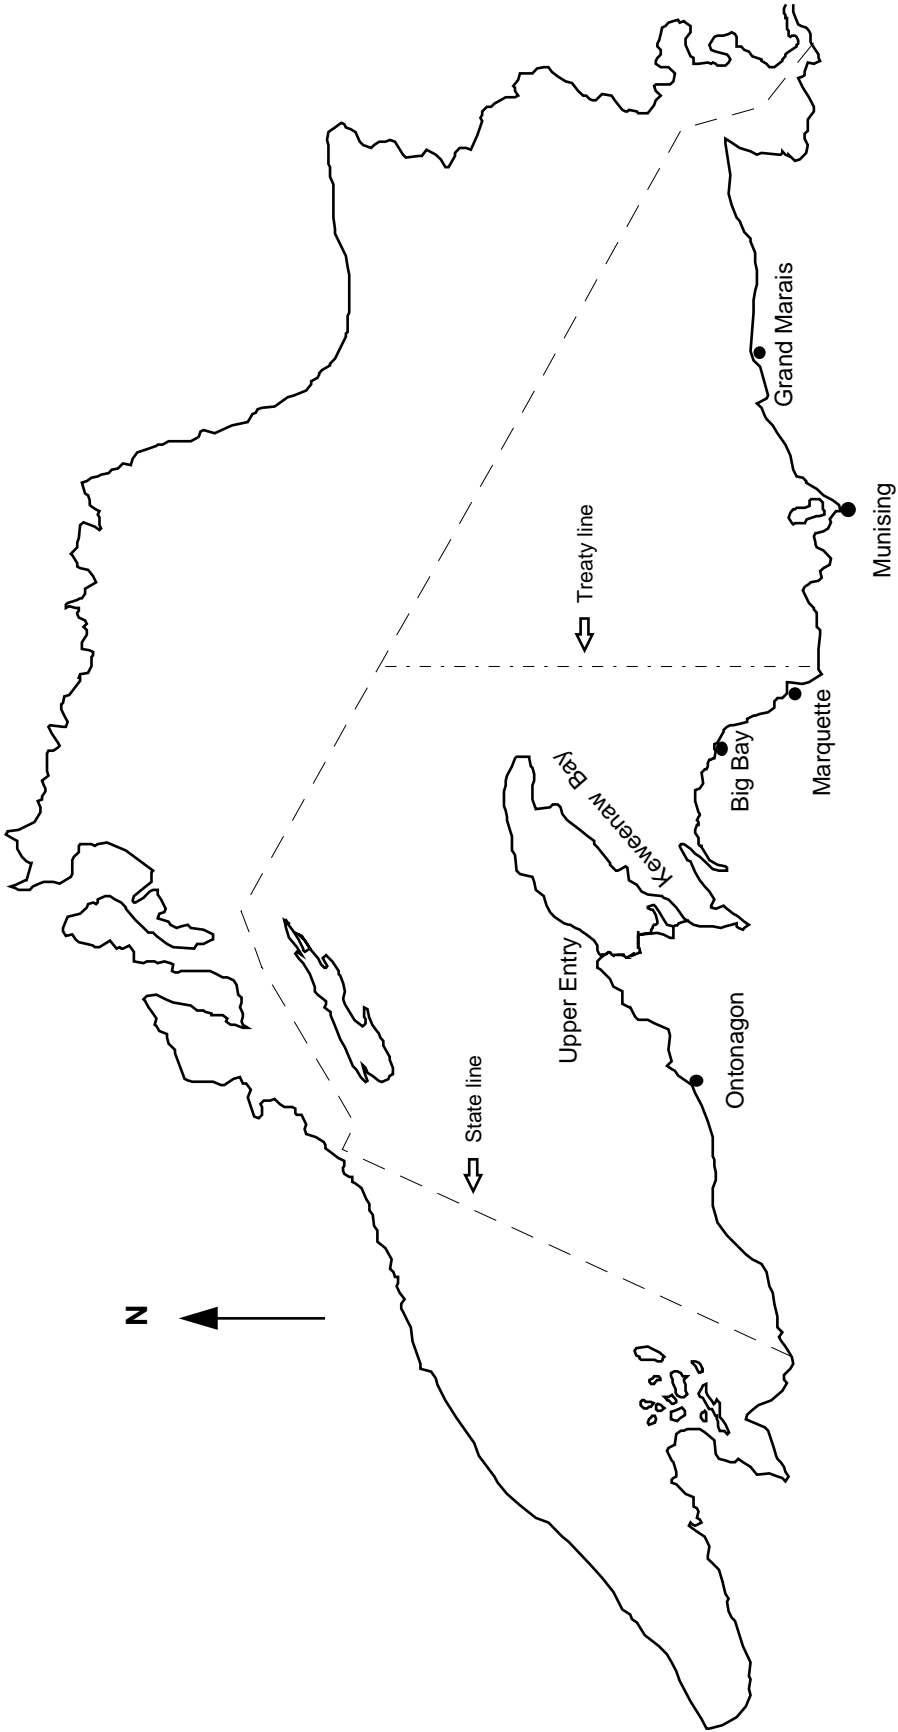 N
State line
Treaty line
Upper Entry
Keweenaw Bay
Ontonagon
Big Bay
Marquette
Munising
Grand Marais